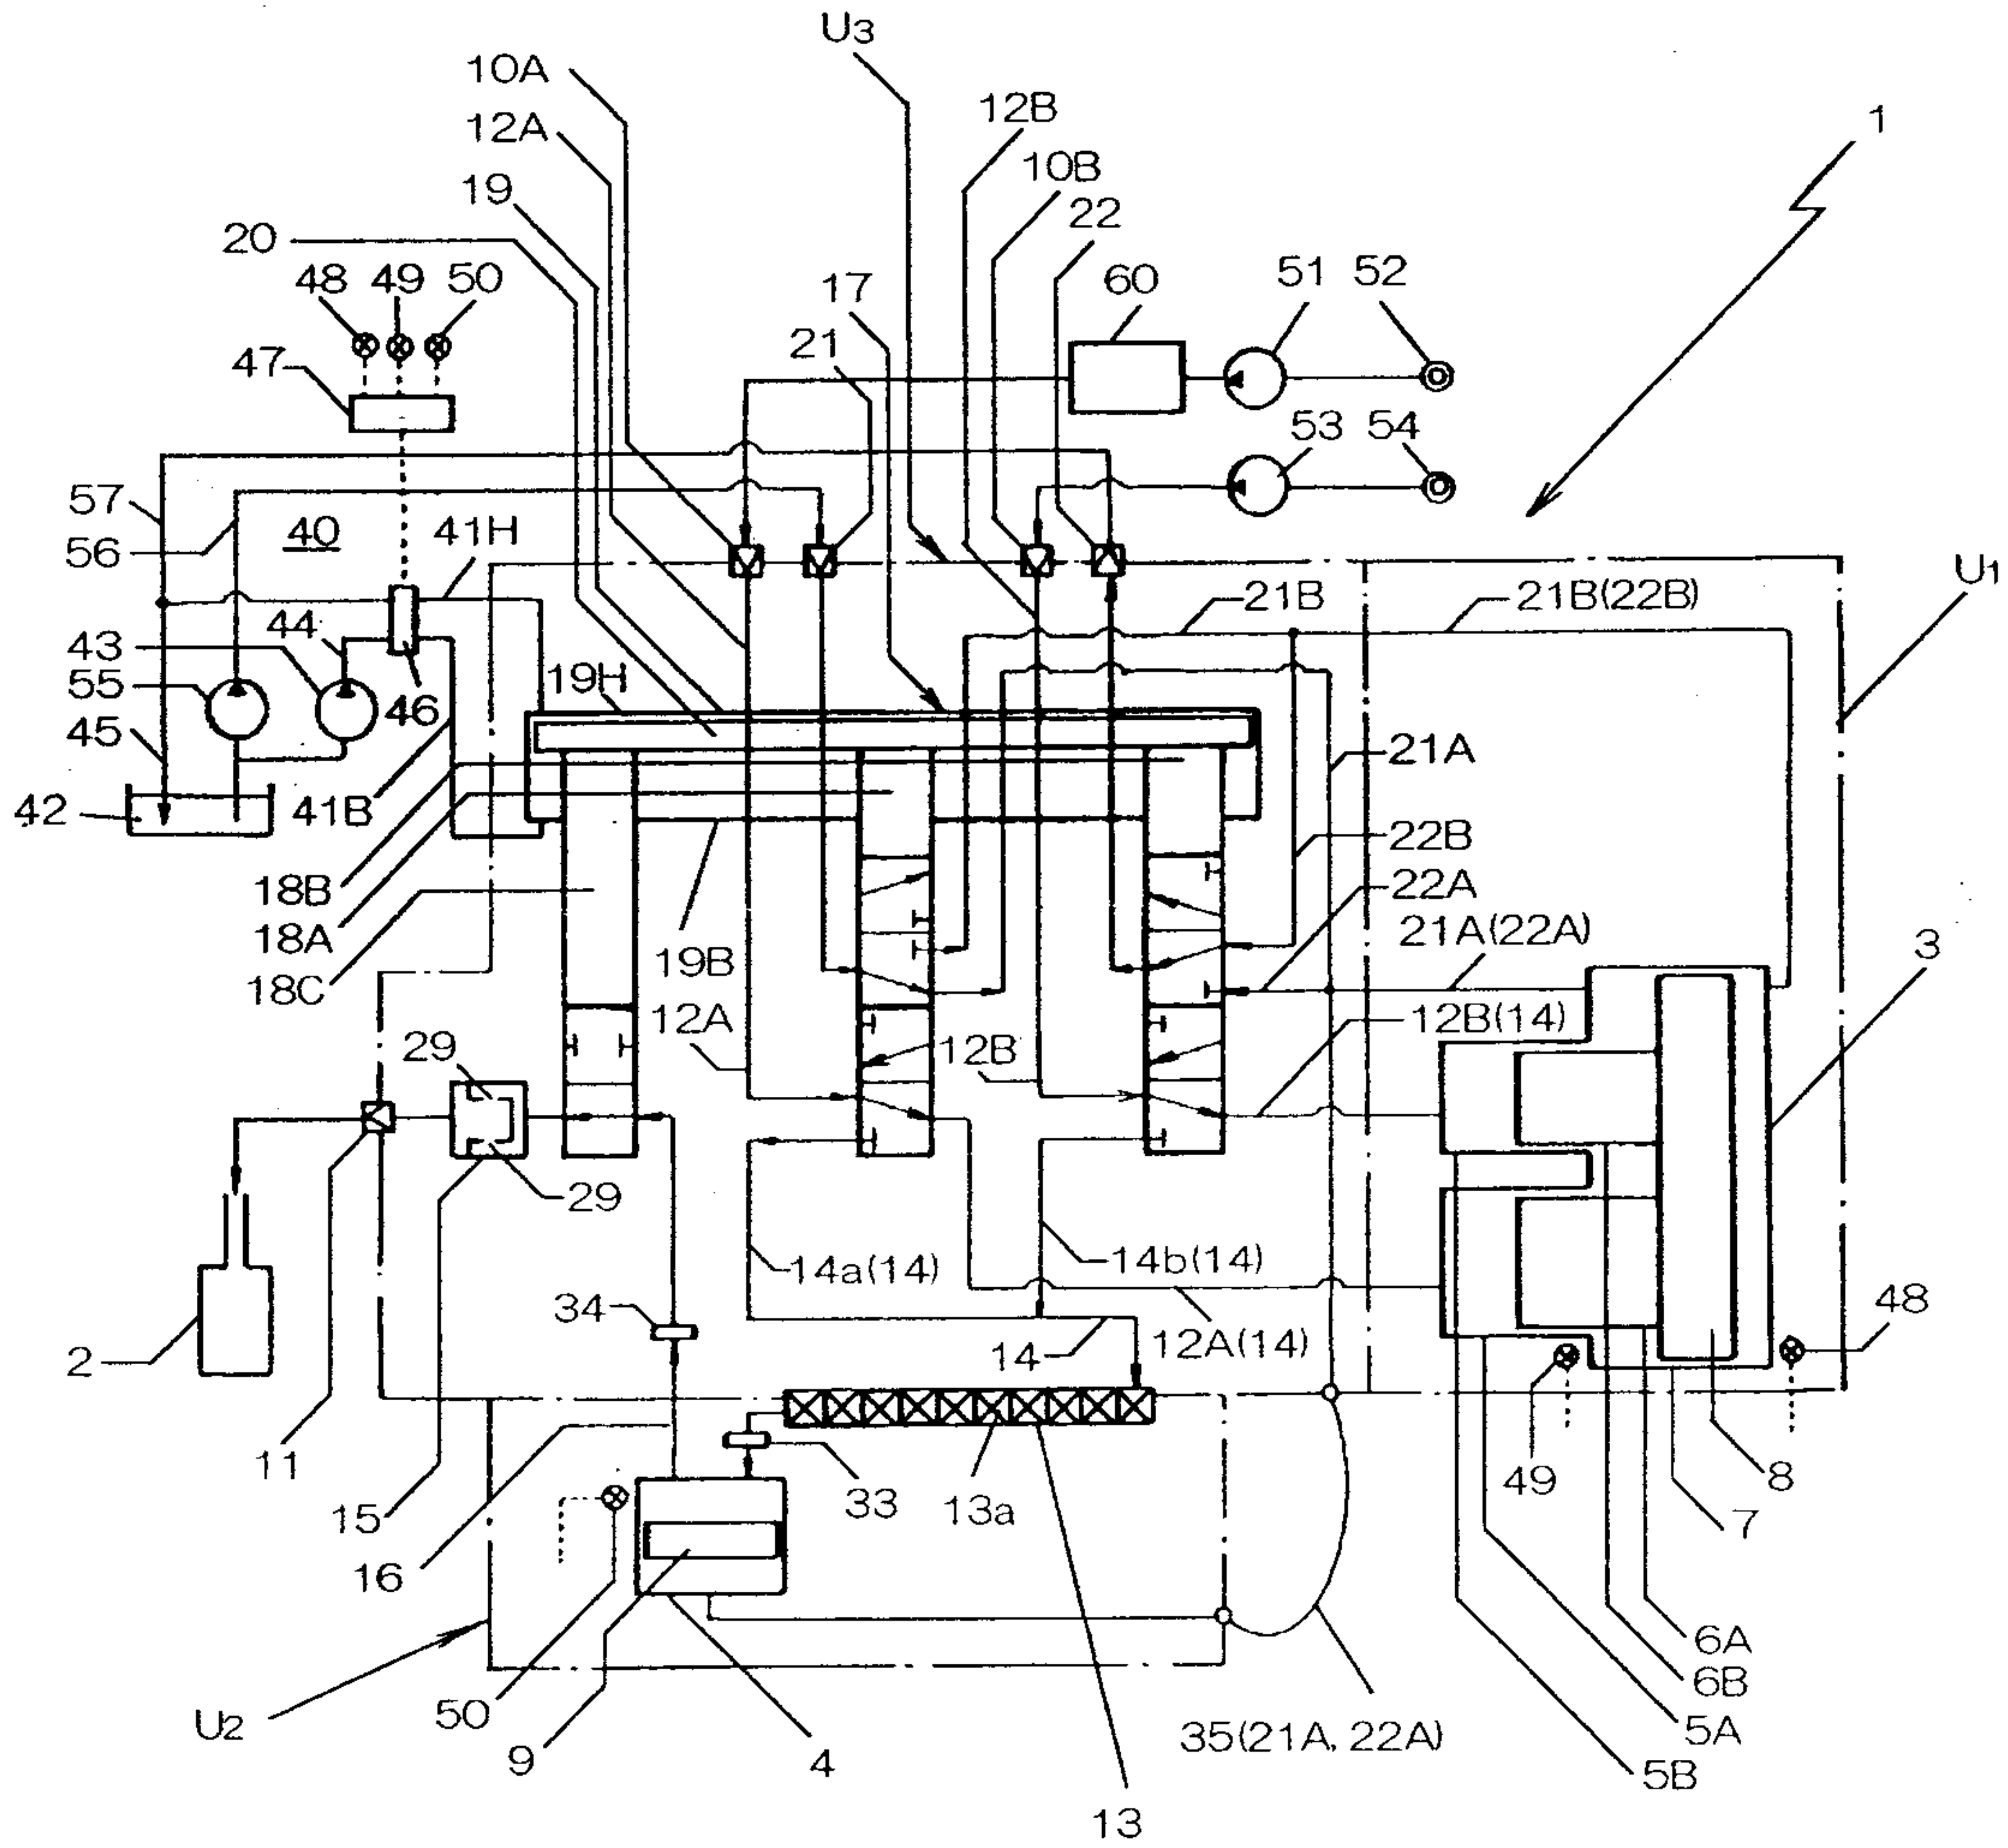 U3
10A
12A
12B
1
10B
19
22
20
51 52
48 49 50
17
60
47
21
53 54
57
40
41H
56
U1
21B
21B(22B)
44
43
55
19H
46
45
21A
42
41B
22B
18B
22A
18A
21A(22A)
3
19B
18C
12A
12B(14)
29
12B
29
14a(14)
14b(14)
34
48
2
14
12A(14)
11
33
13a
49
8
15
7
16
6A
6B
50
U2
35(21A, 22A)
5A
9
4
5B
13